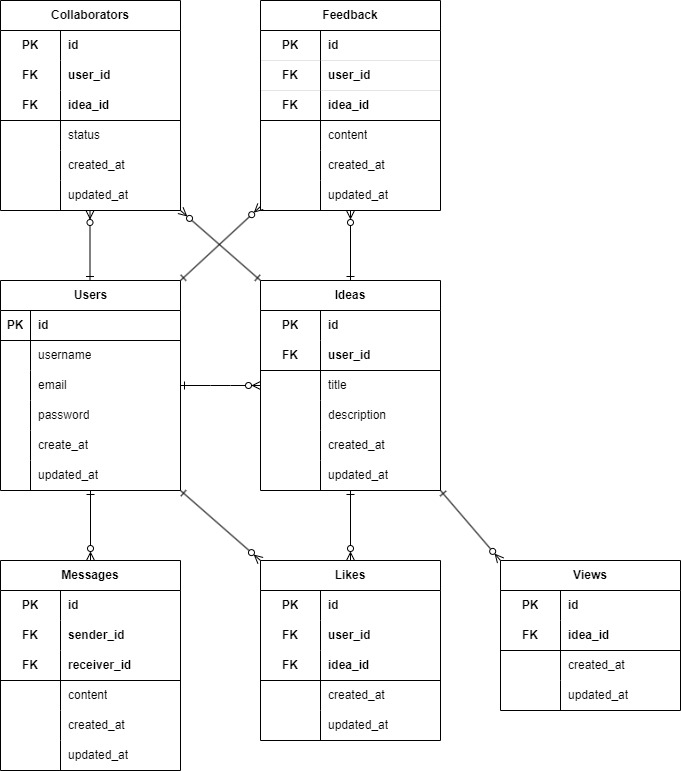 Collaborators
PK id
FK user_id
FK idea_id
status
created_at
updated_at
Feedback
PK id
FK user_id
FK idea_id
content
created_at
updated_at
Users
PK id
username
email
password
create_at
updated_at
Ideas
PK id
FK user_id
title
description
created_at
updated_at
Messages
PK id
FK sender_id
FK receiver_id
content
created_at
updated_at
Likes
PK id
FK user_id
FK idea_id
created_at
updated_at
Views
PK id
FK idea_id
created_at
updated_at